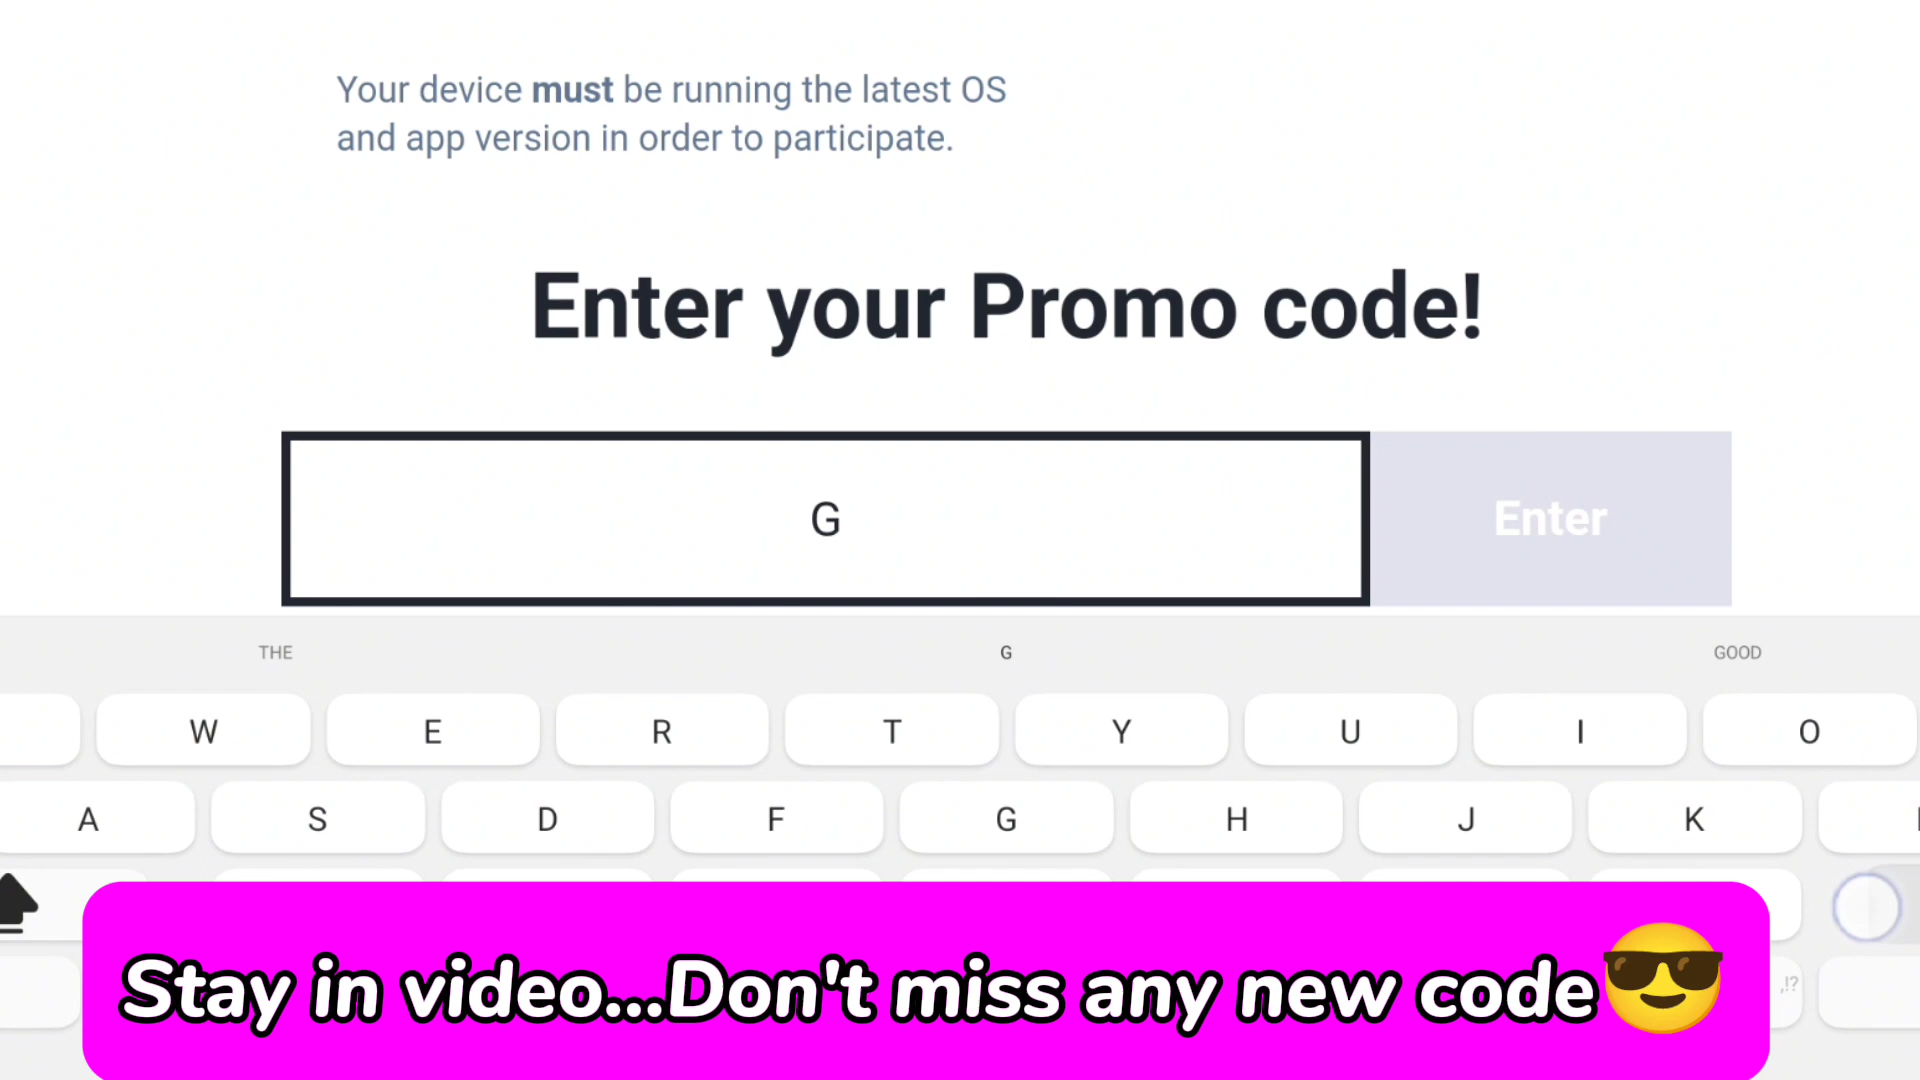 Your device must be running the latest OS
and app version in order to participate.
Enter your Promo code!
G
Enter
THE G GOOD
W E R T Y U I O
A S D F G H J K
,!?
Stay in video...Don't miss any new code😎